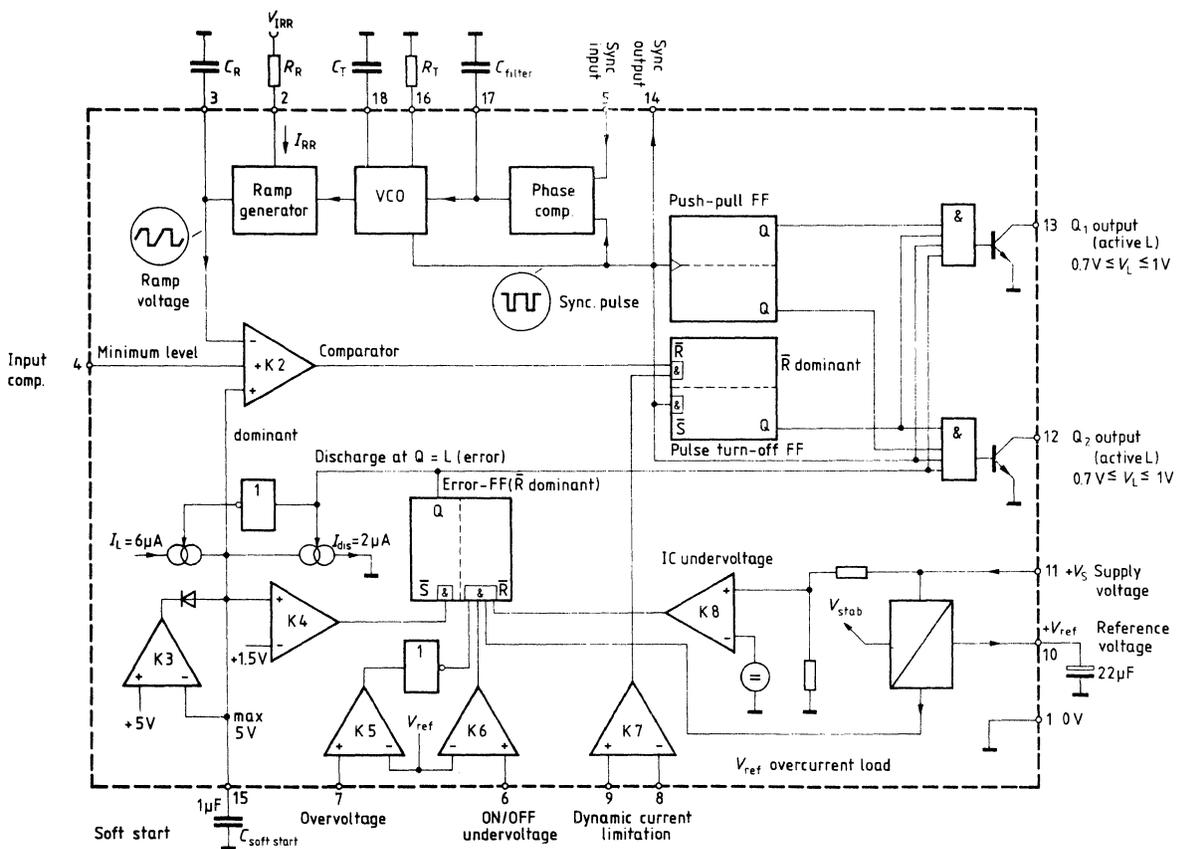 V_IRR
C_R
R_R
C_T
R_T
C_filter
Sync input
Sync output
3
2
18
16
17
5
14
I_RR
Ramp generator
VCO
Phase comp.
Push-pull FF
Q
Q
&
13 Q₁ output
(active L)
0.7V ≤ V_L ≤ 1V
Ramp voltage
Sync. pulse
Input comp.
4
Minimum level
-
+
+
K2
Comparator
R̄
&
R̄ dominant
&
S̄
Q
Pulse turn-off FF
&
12 Q₂ output
(active L)
0.7V ≤ V_L ≤ 1V
dominant
Discharge at Q = L (error)
Error-FF (R̄ dominant)
1
Q
I_L=6µA
I_dis=2µA
S̄
&
&
R̄
IC undervoltage
+
K8
-
=
11 +V_S Supply voltage
V_stab
+V_ref Reference voltage
10
22µF
+
K4
-
+1.5V
K3
+
-
+5V
max 5V
1
K5
+
-
V_ref
K6
-
+
K7
+
-
1 0V
V_ref overcurrent load
15
1µF
C_soft start
Soft start
7
Overvoltage
6
ON/OFF undervoltage
9
8
Dynamic current limitation